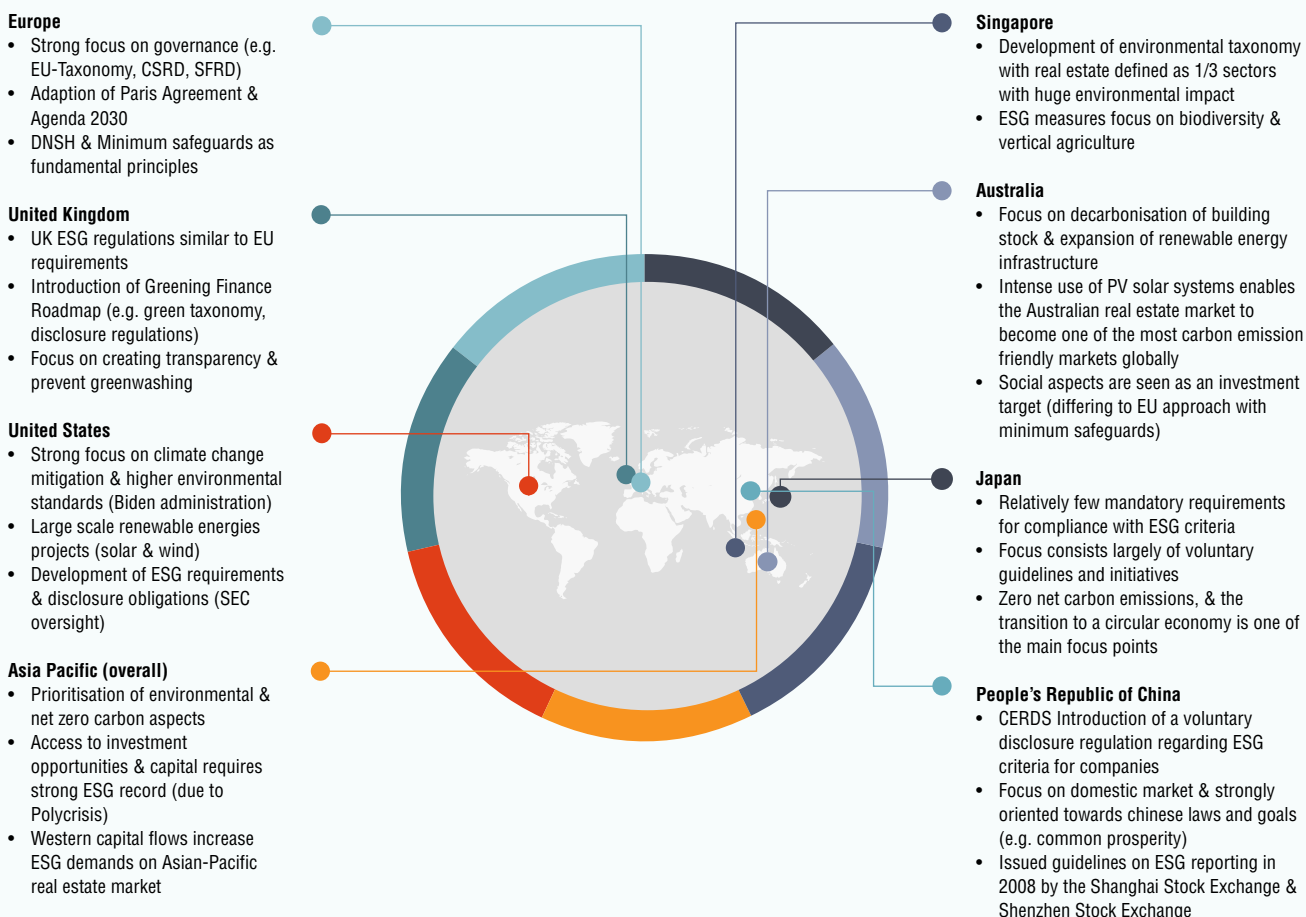 Europe
• Strong focus on governance (e.g.
EU-Taxonomy, CSRD, SFRD)
• Adaption of Paris Agreement &
Agenda 2030
• DNSH & Minimum safeguards as
fundamental principles
United Kingdom
• UK ESG regulations similar to EU
requirements
• Introduction of Greening Finance
Roadmap (e.g. green taxonomy,
disclosure regulations)
• Focus on creating transparency &
prevent greenwashing
United States
• Strong focus on climate change
mitigation & higher environmental
standards (Biden administration)
• Large scale renewable energies
projects (solar & wind)
• Development of ESG requirements
& disclosure obligations (SEC
oversight)
Asia Pacific (overall)
• Prioritisation of environmental &
net zero carbon aspects
• Access to investment
opportunities & capital requires
strong ESG record (due to
Polycrisis)
• Western capital flows increase
ESG demands on Asian-Pacific
real estate market
Singapore
• Development of environmental taxonomy
with real estate defined as 1/3 sectors
with huge environmental impact
• ESG measures focus on biodiversity &
vertical agriculture
Australia
• Focus on decarbonisation of building
stock & expansion of renewable energy
infrastructure
• Intense use of PV solar systems enables
the Australian real estate market to
become one of the most carbon emission
friendly markets globally
• Social aspects are seen as an investment
target (differing to EU approach with
minimum safeguards)
Japan
• Relatively few mandatory requirements
for compliance with ESG criteria
• Focus consists largely of voluntary
guidelines and initiatives
• Zero net carbon emissions, & the
transition to a circular economy is one of
the main focus points
People's Republic of China
• CERDS Introduction of a voluntary
disclosure regulation regarding ESG
criteria for companies
• Focus on domestic market & strongly
oriented towards chinese laws and goals
(e.g. common prosperity)
• Issued guidelines on ESG reporting in
2008 by the Shanghai Stock Exchange &
Shenzhen Stock Exchange